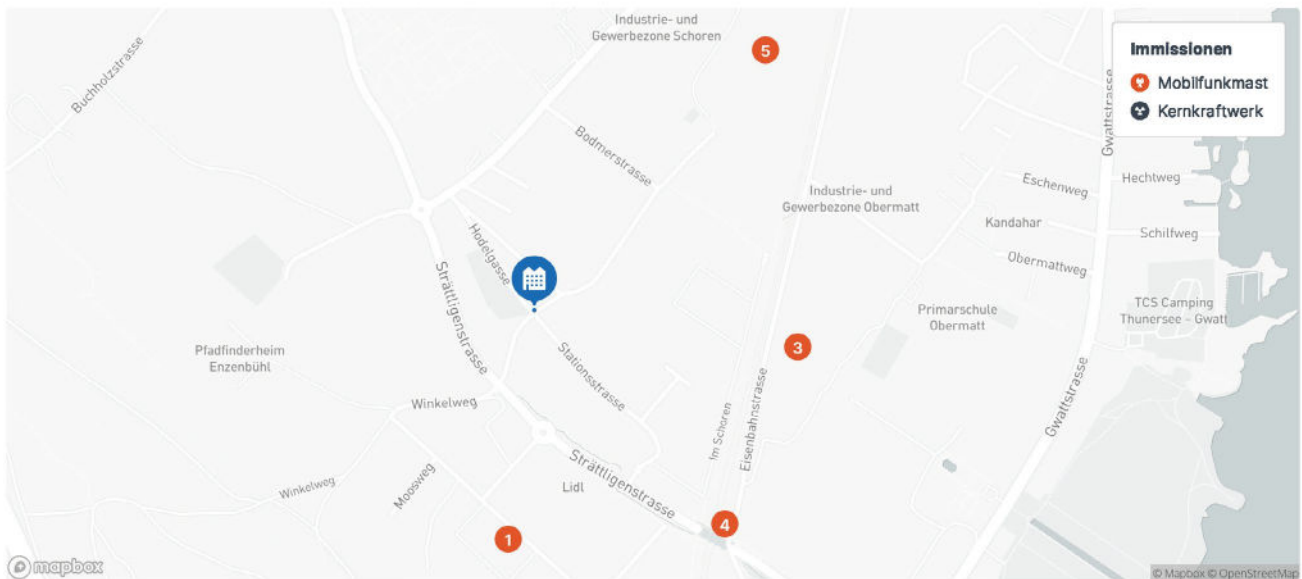 Industrie- und
Gewerbezone Schoren
5
Immissionen
Mobilfunkmast
Kernkraftwerk
Buchholzstrasse
Gwattstrasse
Bodmerstrasse
Eschenweg
Hechtweg
Industrie- und
Gewerbezone Obermatt
Kandahar
Schilfweg
Hodelgasse
Obermattweg
Strättligenstrasse
TCS Camping
Thunersee - Gwatt
Primarschule
Obermatt
Pfadfinderheim
Enzenbühl
3
Stationsstrasse
Winkelweg
Gwattstrasse
Im Schoren
Eisenbahnstrasse
Strättligenstrasse
Moosweg
Winkelweg
Lidl
4
1
mapbox
© Mapbox © OpenStreetMap